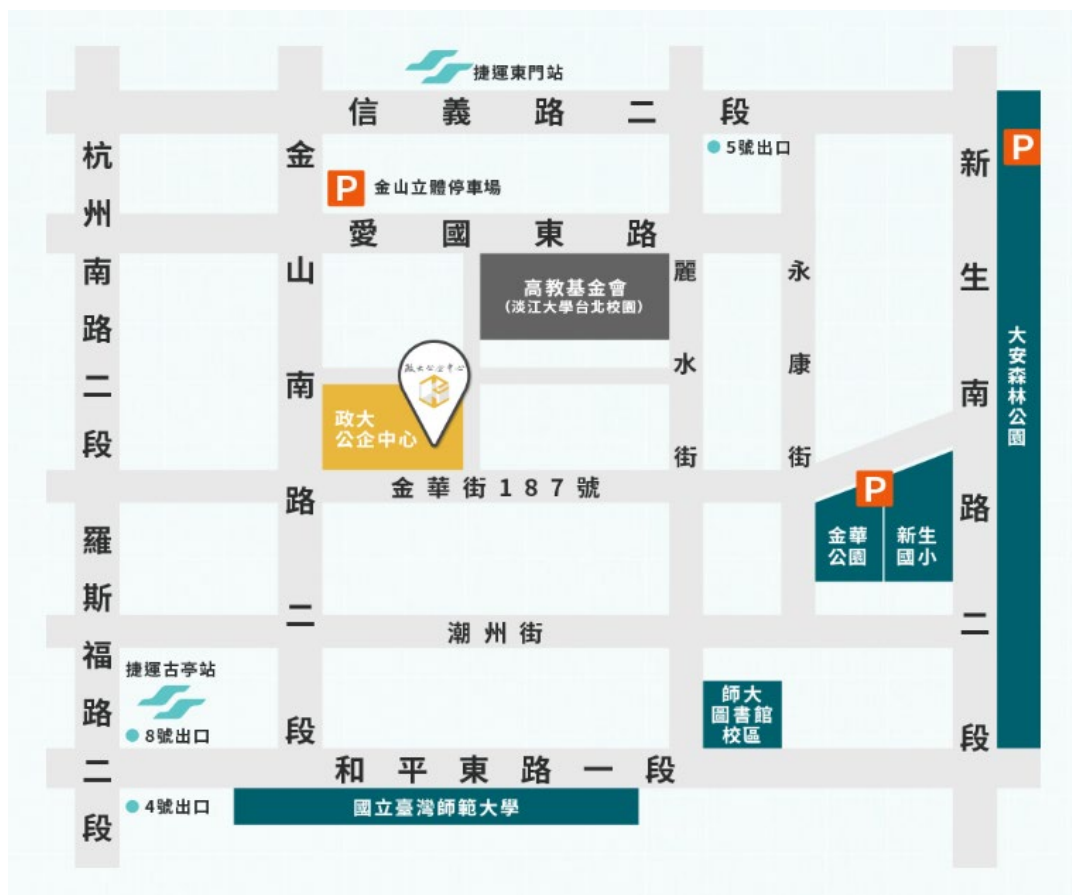 捷運東門站
信義路二段
杭州南路二段
金山南路二段
新生南路二段
5號出口
P
P
金山立體停車場
愛國東路
高教基金會
(淡江大學台北校園)
麗水街
永康街
大安森林公園
政大公企中心
政大
公企中心
金華街187號
P
金華
公園
新生
國小
羅斯福路二段
潮州街
捷運古亭站
8號出口
師大
圖書館
校區
和平東路一段
4號出口
國立臺灣師範大學